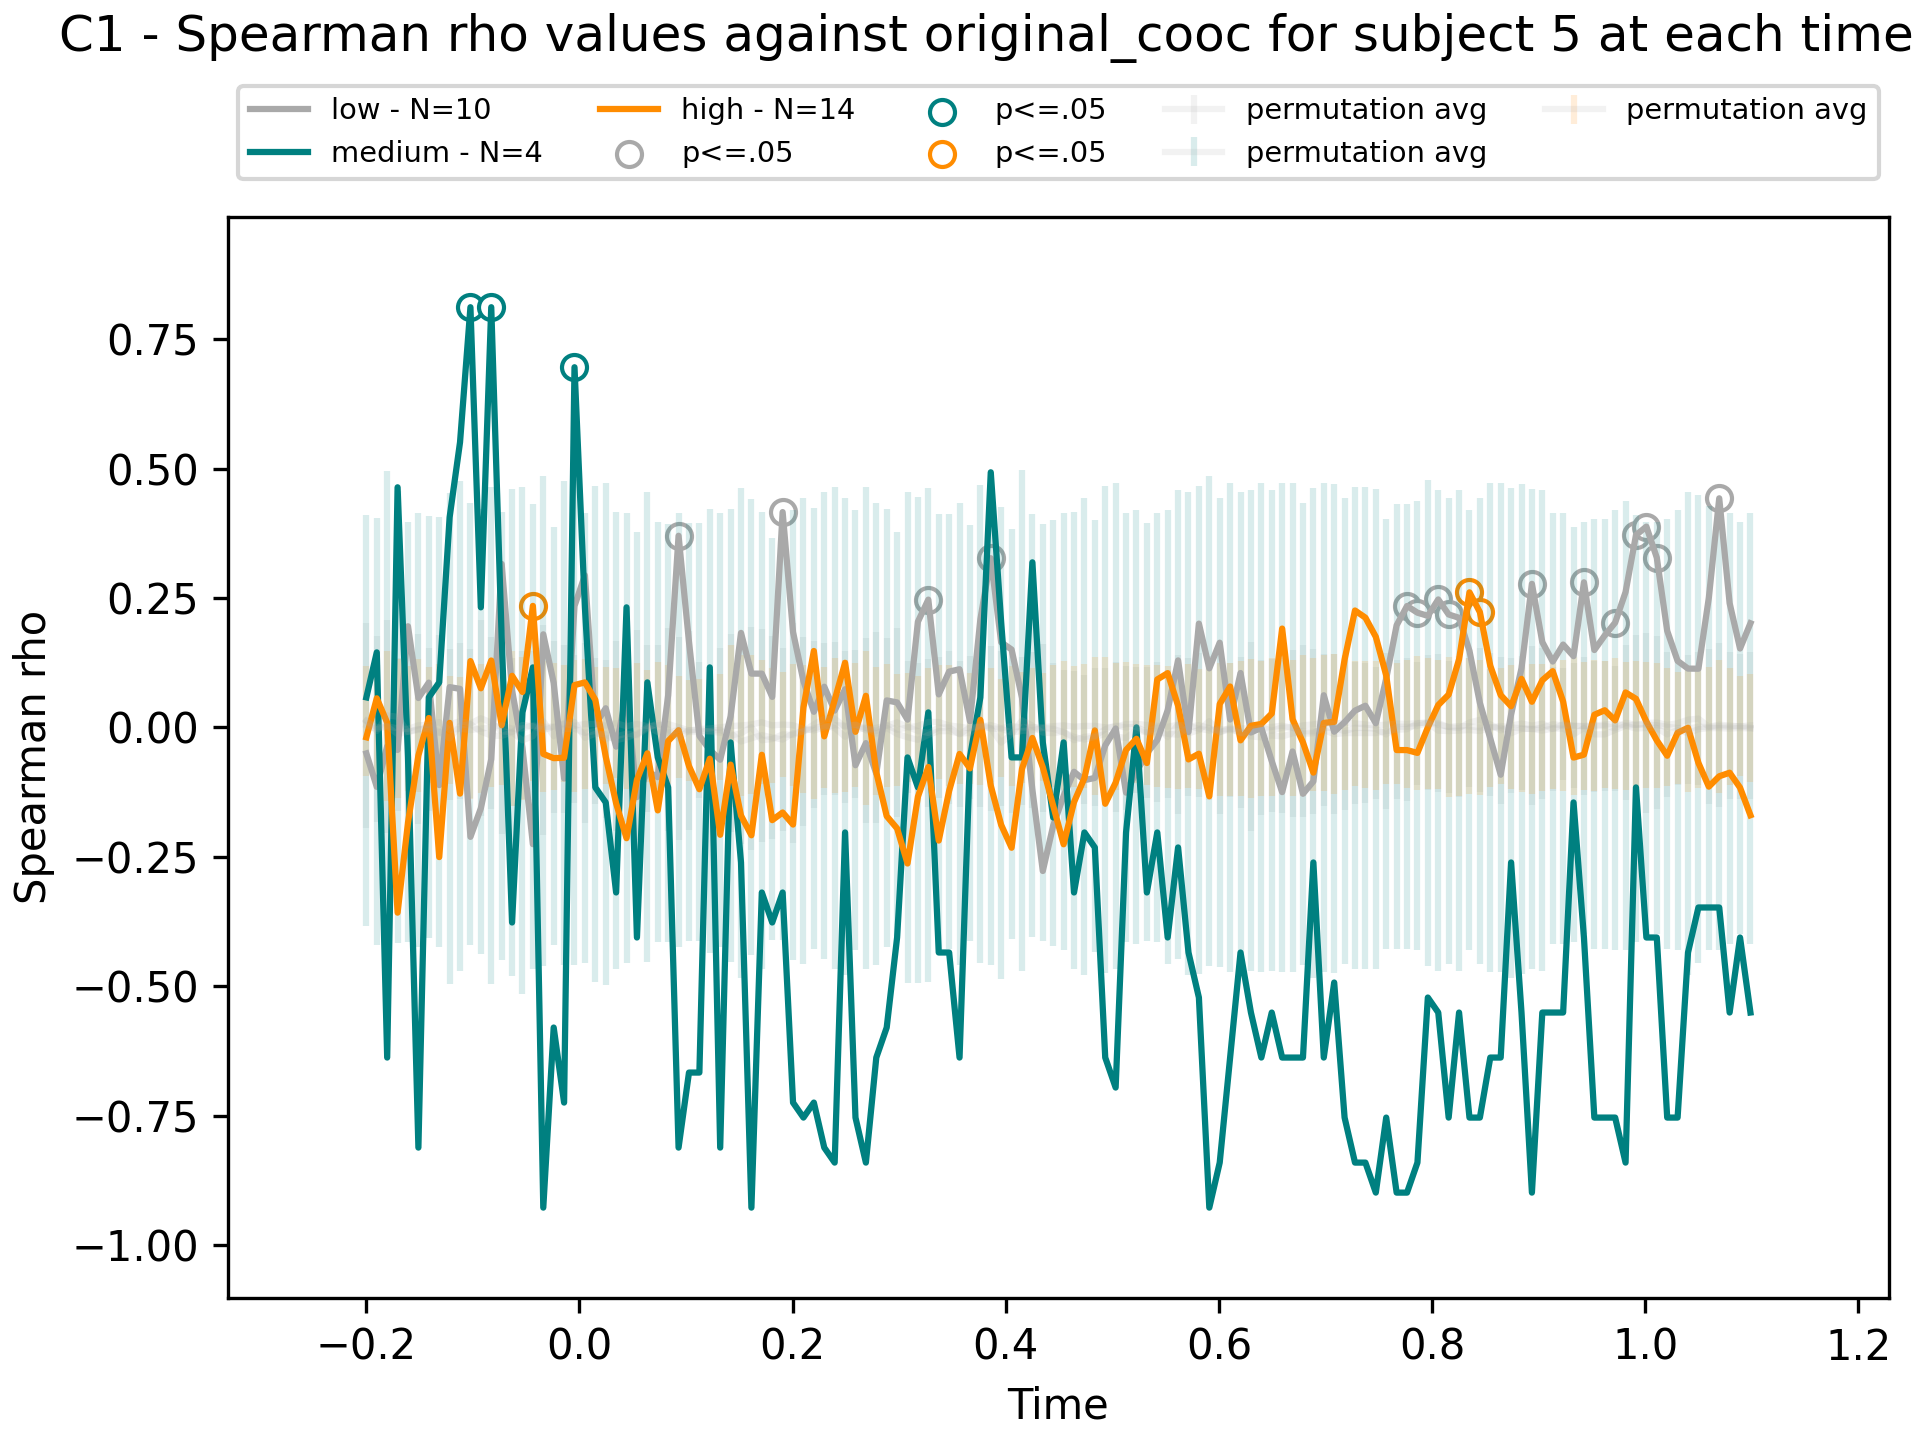 C1 - Spearman rho values against original_cooc for subject 5 at each time
low - N=10
high - N=14
p<=.05
permutation avg
permutation avg
medium - N=4
p<=.05
p<=.05
permutation avg
Spearman rho
0.75
0.50
0.25
0.00
−0.25
−0.50
−0.75
−1.00
−0.2
0.0
0.2
0.4
0.6
0.8
1.0
1.2
Time